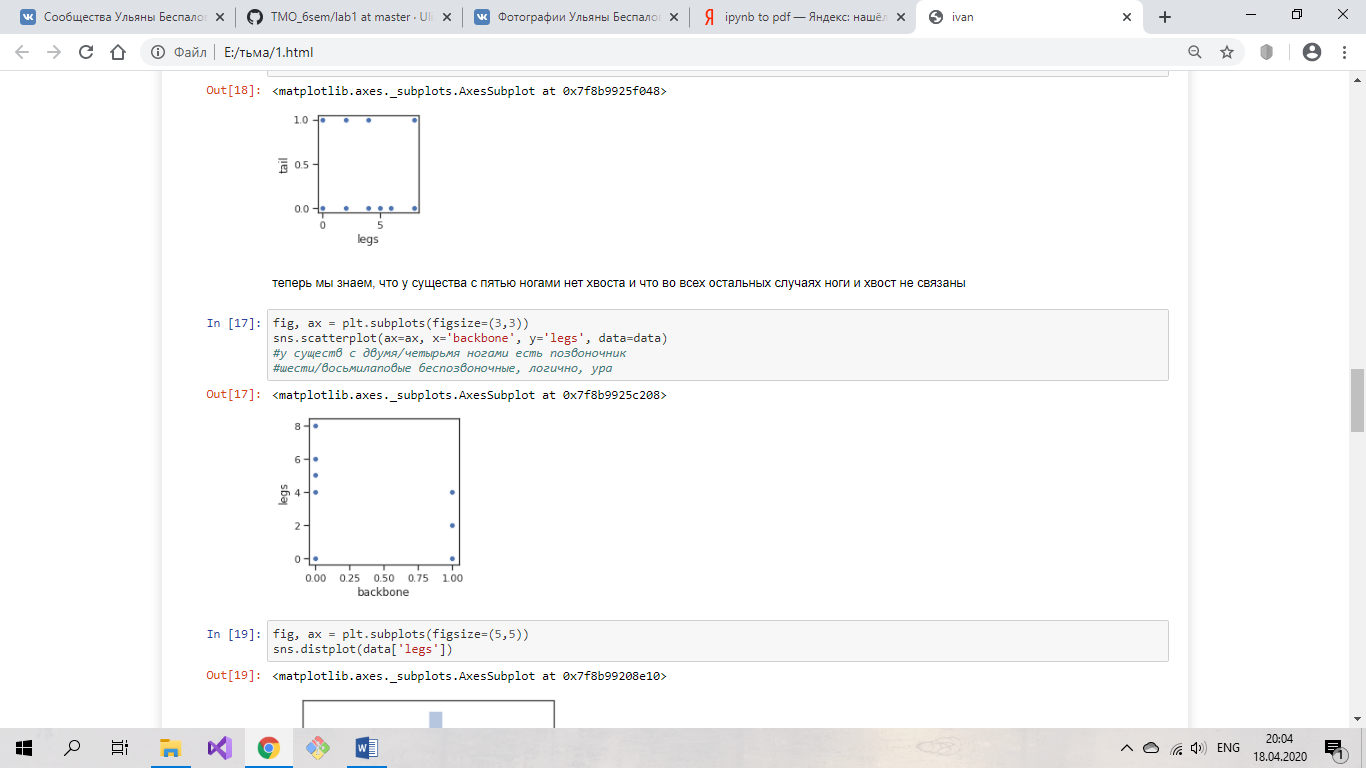 Сообщества Ульяны Беспалов
TMO_6sem/lab1 at master · Uli
Фотографии Ульяны Беспалов
ipynb to pdf — Яндекс: нашёл
ivan
Файл
E:/тьма/1.html
Out[18]: <matplotlib.axes._subplots.AxesSubplot at 0x7f8b9925f048>
1.0
tail
0.5
0.0
0 5
legs
теперь мы знаем, что у существа с пятью ногами нет хвоста и что во всех остальных случаях ноги и хвост не связаны
In [17]: fig, ax = plt.subplots(figsize=(3,3))
sns.scatterplot(ax=ax, x='backbone', y='legs', data=data)
#у существ с двумя/четырьмя ногами есть позвоночник
#шести/восьмилаповые беспозвоночные, логично, ура
Out[17]: <matplotlib.axes._subplots.AxesSubplot at 0x7f8b9925c208>
8
6
legs
4
2
0
0.00 0.25 0.50 0.75 1.00
backbone
In [19]: fig, ax = plt.subplots(figsize=(5,5))
sns.distplot(data['legs'])
Out[19]: <matplotlib.axes._subplots.AxesSubplot at 0x7f8b99208e10>
ENG
20:04
18.04.2020
1